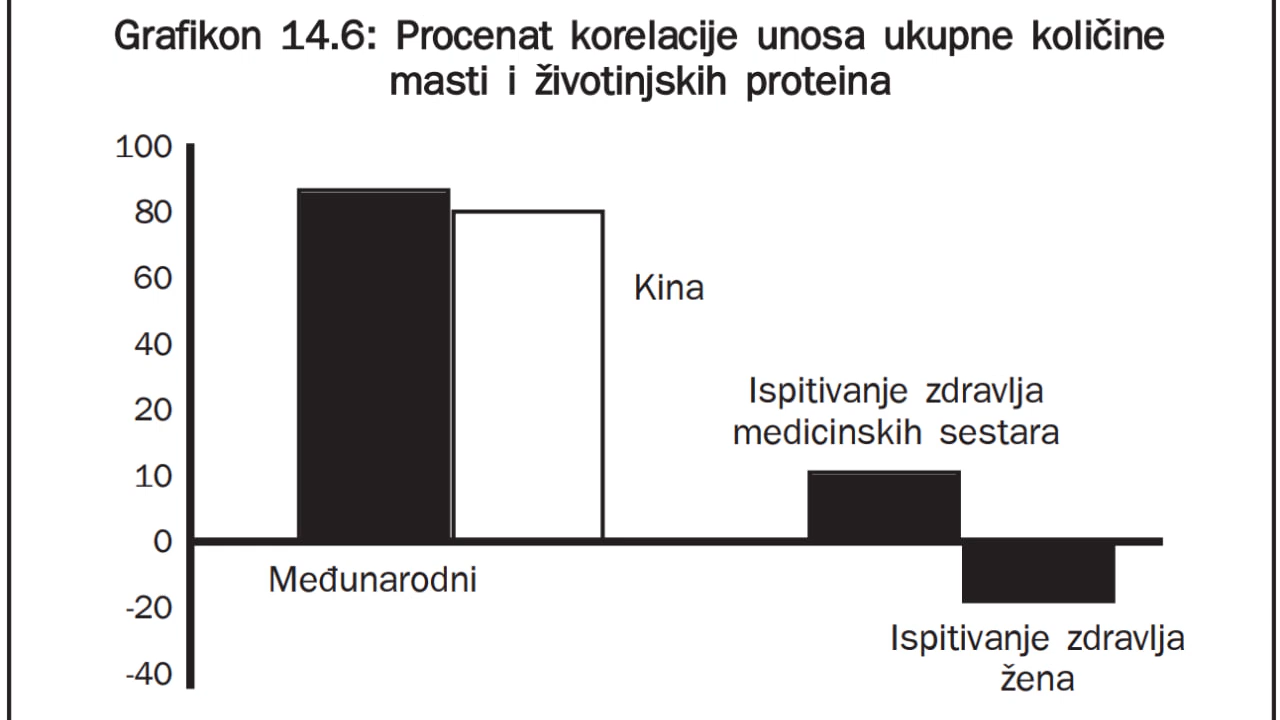 Grafikon 14.6: Procenat korelacije unosa ukupne količine
masti i životinjskih proteina
100
80
60
40
20
10
0
-20
-40
Kina
Ispitivanje zdravlja
medicinskih sestara
Međunarodni
Ispitivanje zdravlja
žena